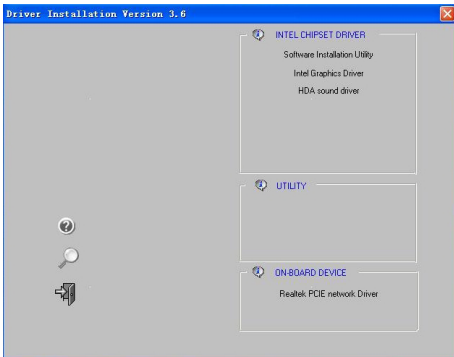 Driver Installation Version 3.6
INTEL CHIPSET DRIVER
Software Installation Utility
Intel Graphics Driver
HDA sound driver
UTILITY
ON-BOARD DEVICE
Realtek PCIE network Driver